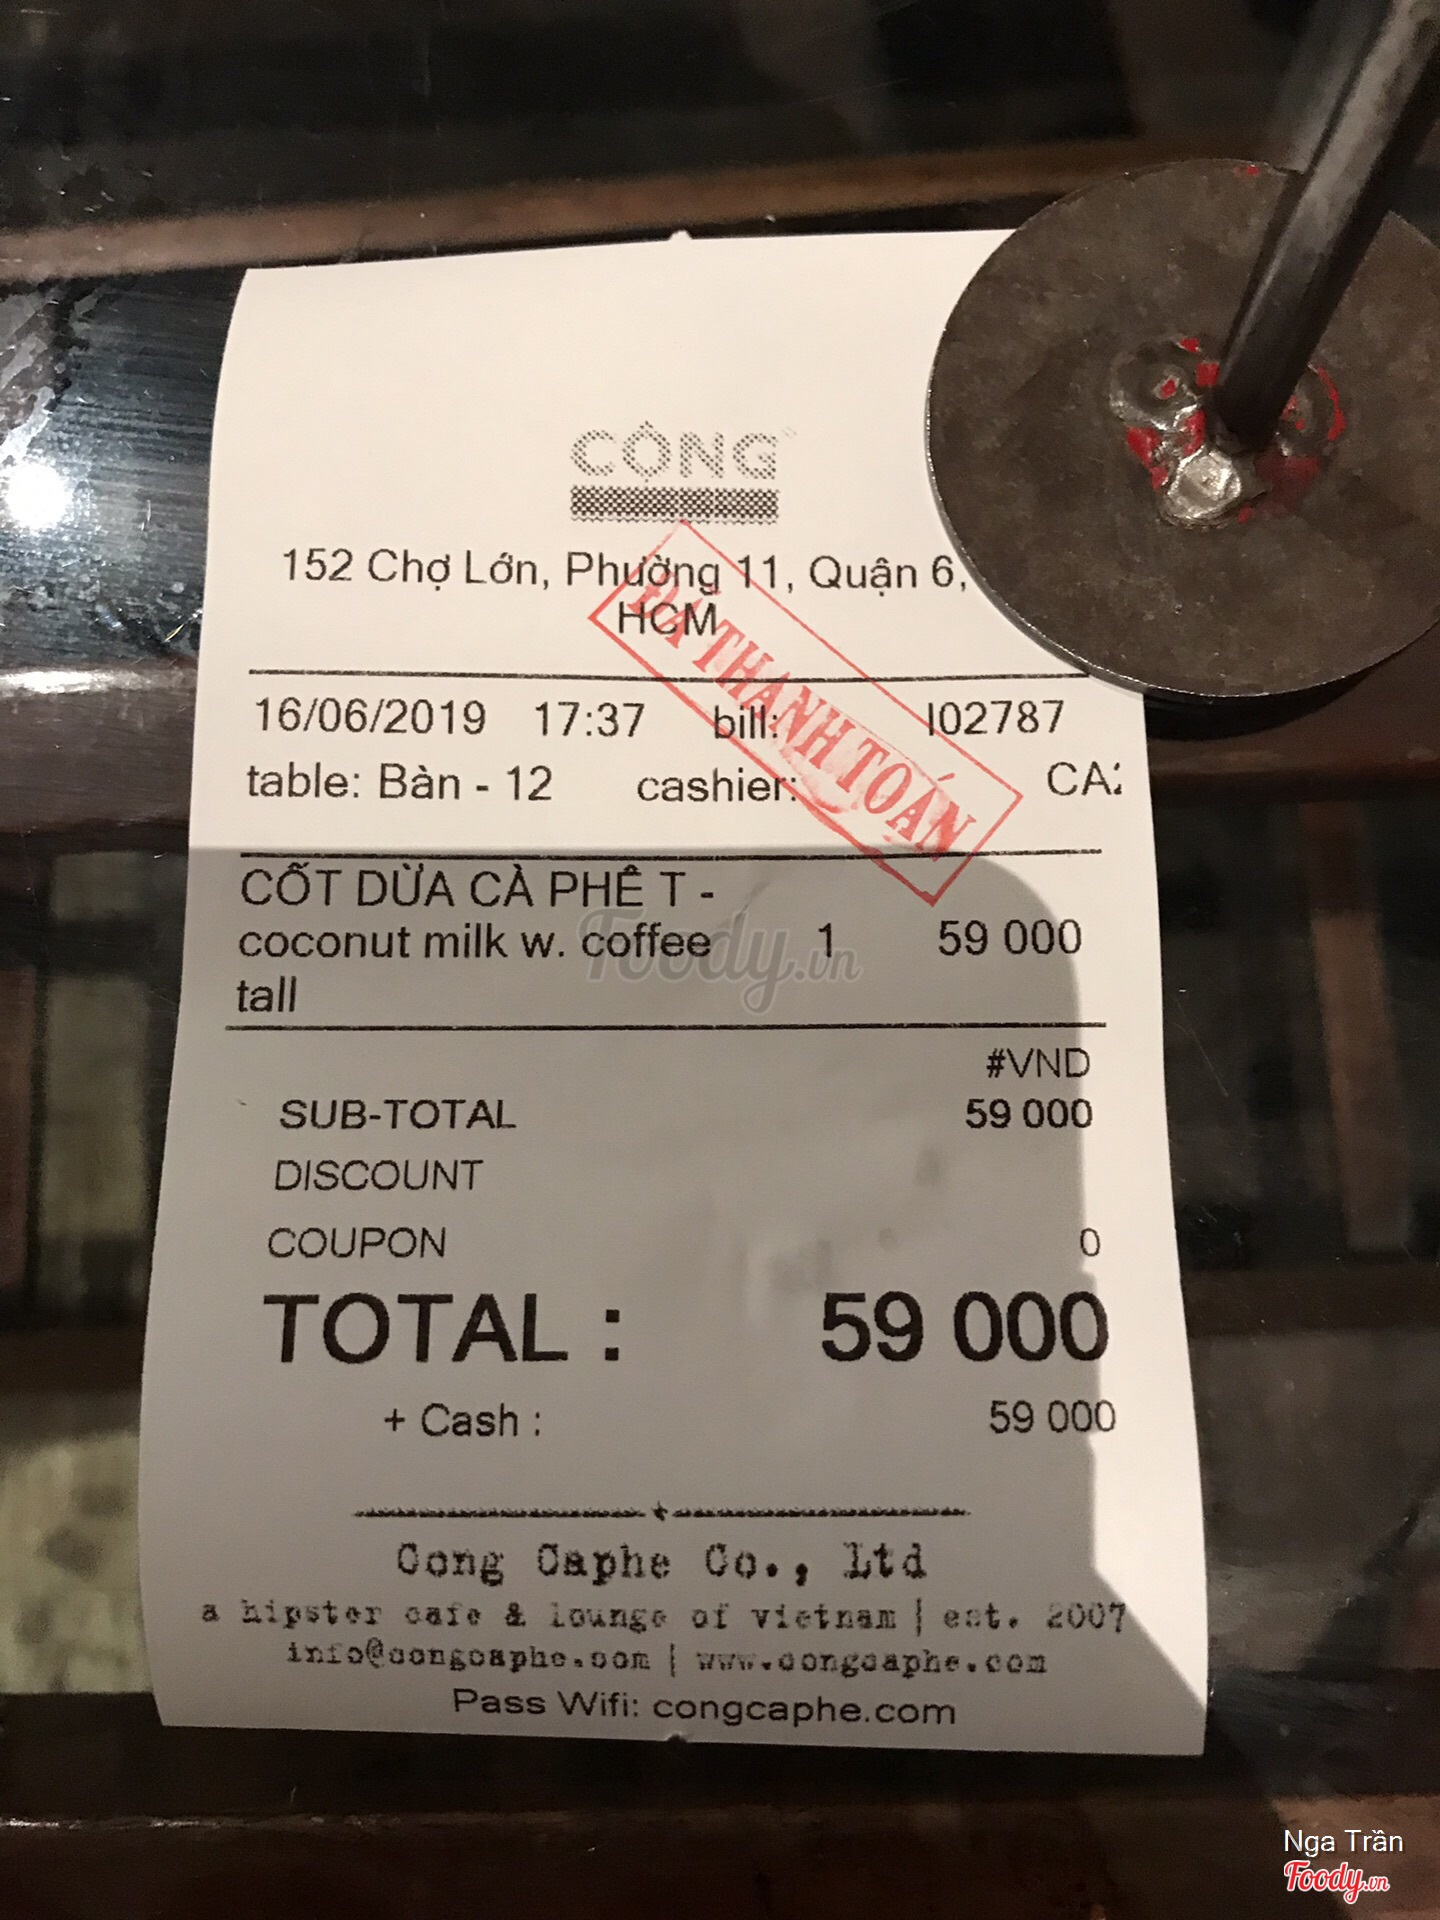 CỘNG
152 Chợ Lớn, Phường 11, Quận 6,
HCM
ĐÃ THANH TOÁN
16/06/2019 17:37 bill: I02787
table: Bàn - 12 cashier:
CỐT DỪA CÀ PHÊ T -
coconut milk w. coffee 1 59 000
tall
Foody.vn
#VND
SUB-TOTAL 59 000
DISCOUNT
COUPON 0
TOTAL : 59 000
+ Cash : 59 000
Cong Caphe Co., Ltd
a hipster cafe & lounge of vietnam | est. 2007
info@congcaphe.com | www.congcaphe.com
Pass Wifi: congcaphe.com
Nga Trần
Foody.vn